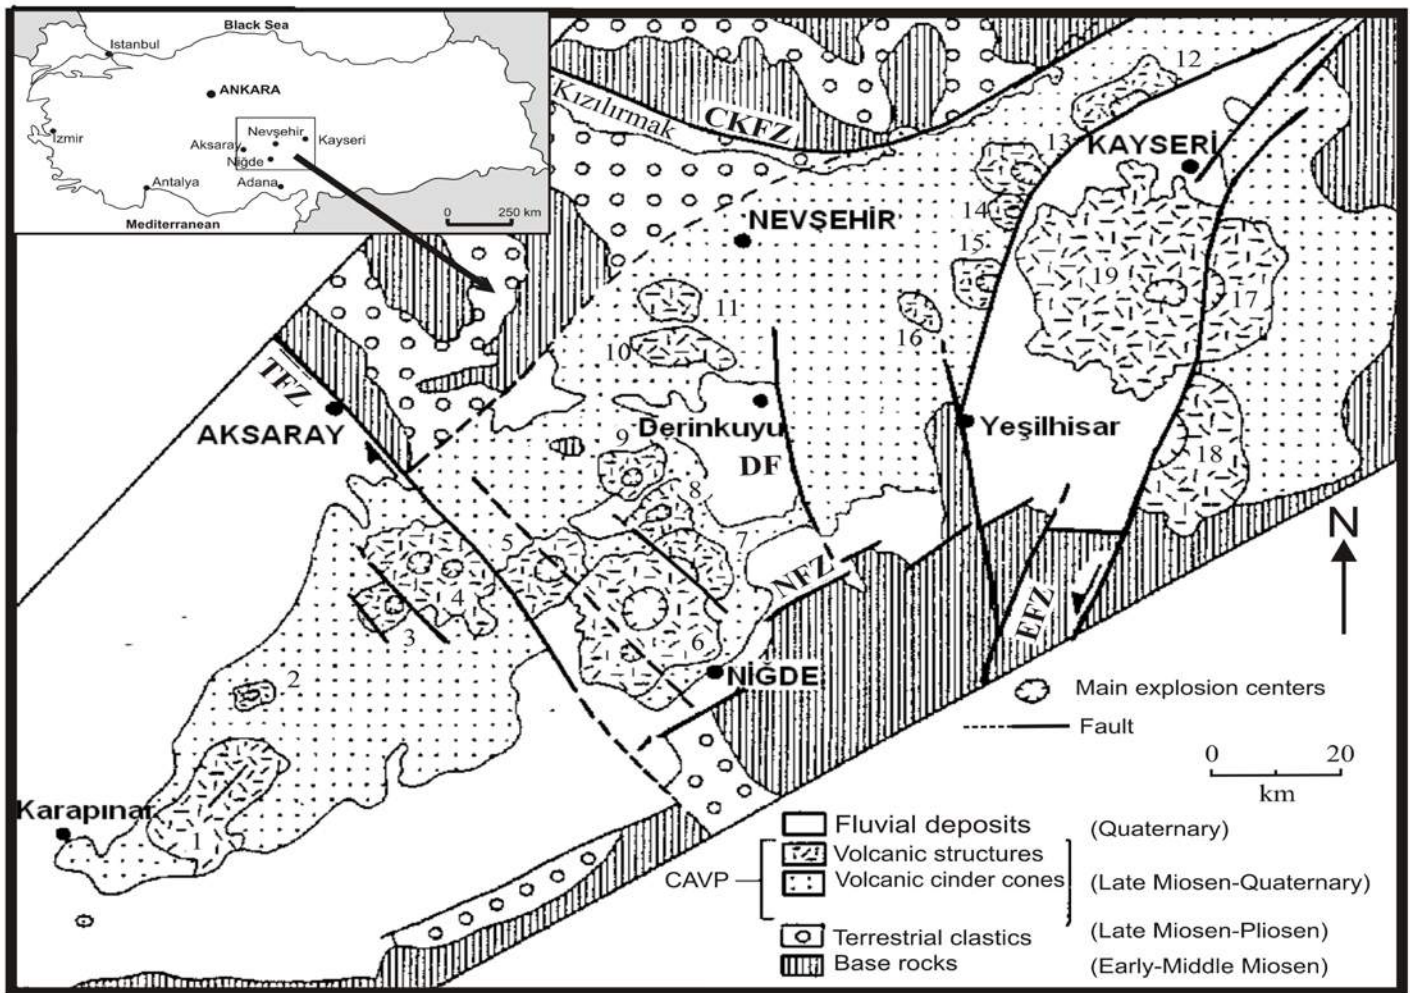 Black Sea
Istanbul
ANKARA
İzmir
Nevşehir
Kayseri
Aksaray
Niğde
Antalya
Adana
Mediterranean
0 250 km
Kızılırmak
CKFZ
12
13
KAYSERİ
14
NEVŞEHİR
15
19
17
11
16
10
TFZ
AKSARAY
Derinkuyu
Yeşilhisar
9
DF
18
8
N
5
7
NFZ
4
EFZ
3
6
NİĞDE
2
Main explosion centers
Fault
0 20
km
Karapınar
1
Fluvial deposits (Quaternary)
Volcanic structures
CAVP
Volcanic cinder cones (Late Miosen-Quaternary)
Terrestrial clastics (Late Miosen-Pliosen)
Base rocks (Early-Middle Miosen)